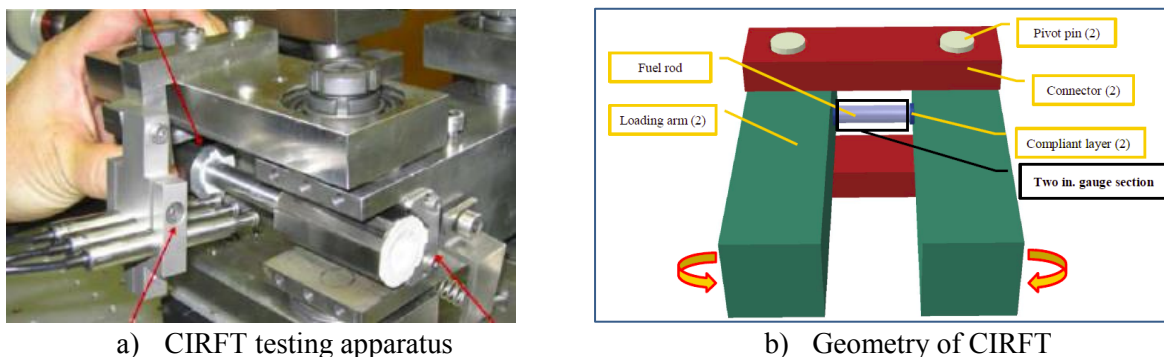 Pivot pin (2)
Fuel rod
Connector (2)
Loading arm (2)
Compliant layer (2)
Two in. gauge section
a) CIRFT testing apparatus
b) Geometry of CIRFT